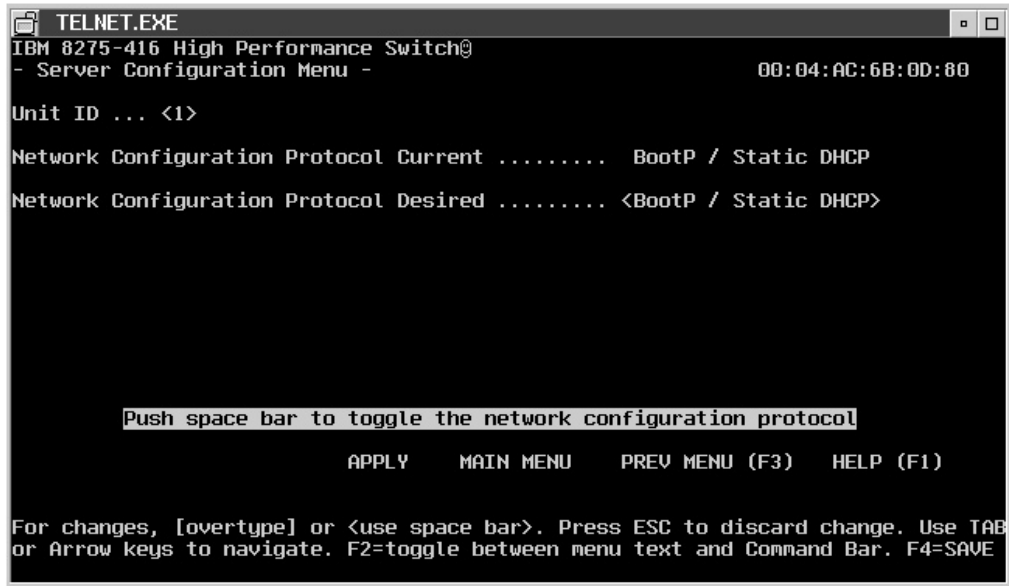 TELNET.EXE
IBM 8275-416 High Performance Switch
- Server Configuration Menu - 00:04:AC:6B:0D:80
Unit ID ... <1>
Network Configuration Protocol Current ......... BootP / Static DHCP
Network Configuration Protocol Desired ......... <BootP / Static DHCP>
Push space bar to toggle the network configuration protocol
APPLY MAIN MENU PREV MENU (F3) HELP (F1)
For changes, [overtype] or <use space bar>. Press ESC to discard change. Use TAB
or Arrow keys to navigate. F2=toggle between menu text and Command Bar. F4=SAVE